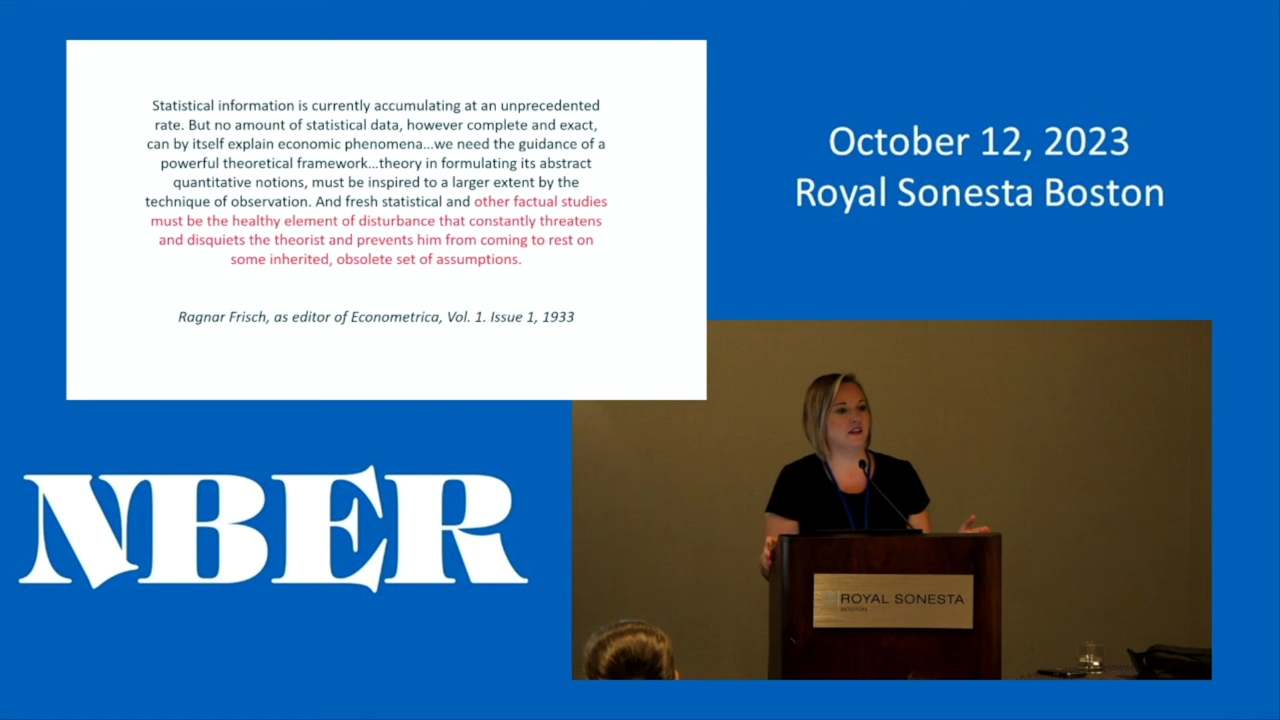 Statistical information is currently accumulating at an unprecedented
rate. But no amount of statistical data, however complete and exact,
can by itself explain economic phenomena...we need the guidance of a
powerful theoretical framework...theory in formulating its abstract
quantitative notions, must be inspired to a larger extent by the
technique of observation. And fresh statistical and other factual studies
must be the healthy element of disturbance that constantly threatens
and disquiets the theorist and prevents him from coming to rest on
some inherited, obsolete set of assumptions.
Ragnar Frisch, as editor of Econometrica, Vol. 1. Issue 1, 1933
October 12, 2023
Royal Sonesta Boston
NBER
ROYAL SONESTA
BOSTON